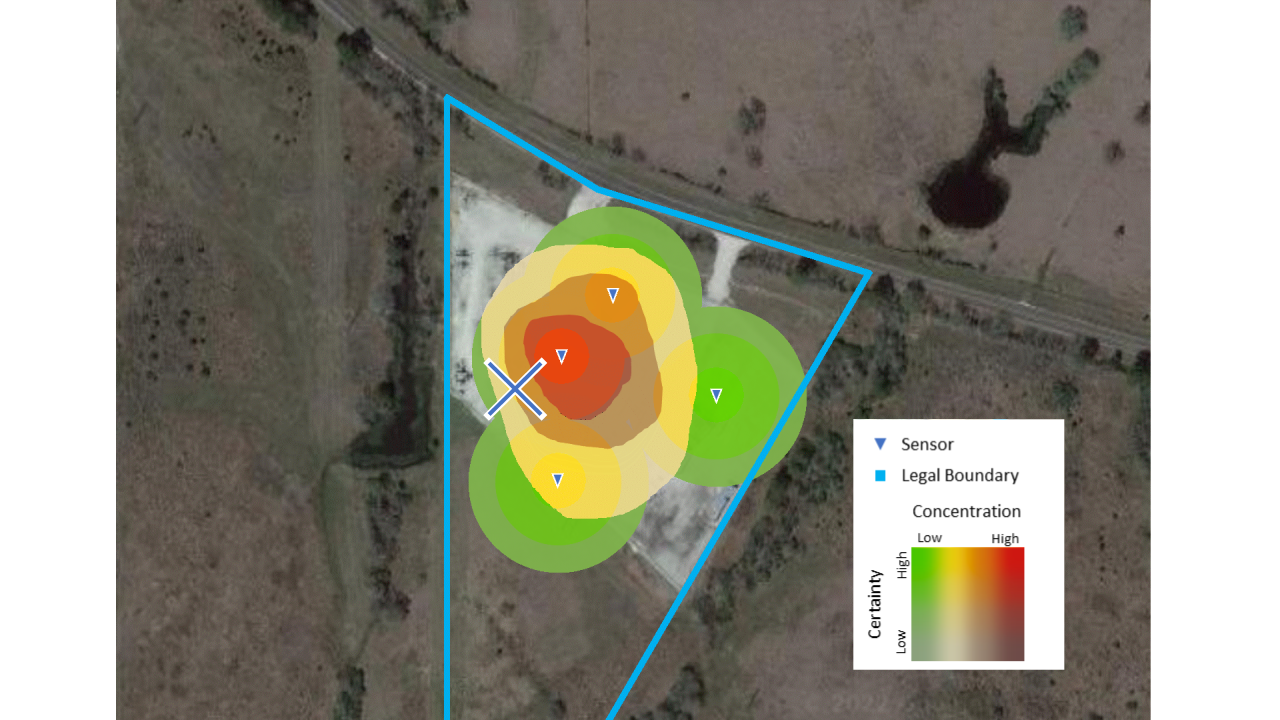 Sensor
Legal Boundary
Concentration
Low High
High
Certainty
Low